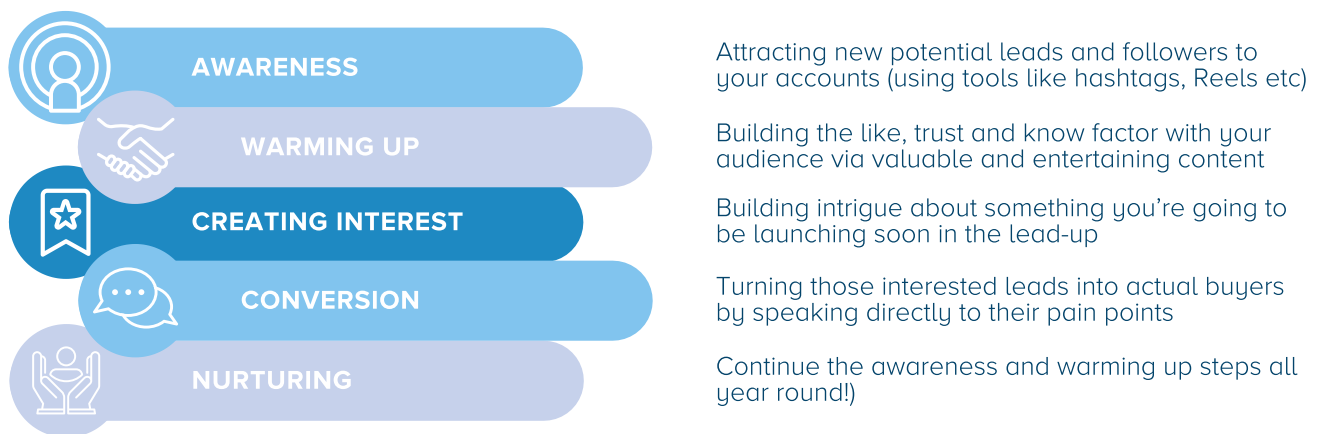 AWARENESS
Attracting new potential leads and followers to
your accounts (using tools like hashtags, Reels etc)
WARMING UP
Building the like, trust and know factor with your
audience via valuable and entertaining content
CREATING INTEREST
Building intrigue about something you're going to
be launching soon in the lead-up
CONVERSION
Turning those interested leads into actual buyers
by speaking directly to their pain points
NURTURING
Continue the awareness and warming up steps all
year round!)